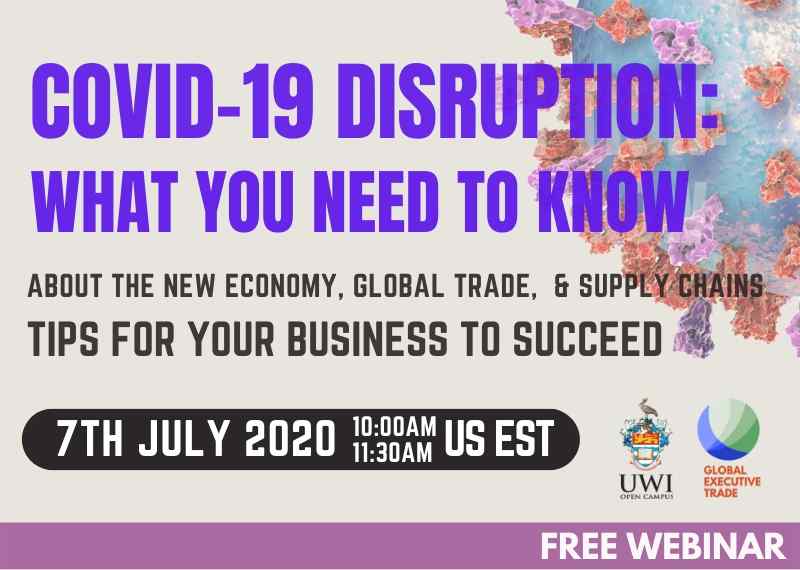 COVID-19 DISRUPTION:
WHAT YOU NEED TO KNOW
ABOUT THE NEW ECONOMY, GLOBAL TRADE, & SUPPLY CHAINS
TIPS FOR YOUR BUSINESS TO SUCCEED
7TH JULY 2020 10:00AM US EST
11:30AM
UWI
OPEN CAMPUS
GLOBAL
EXECUTIVE
TRADE
FREE WEBINAR